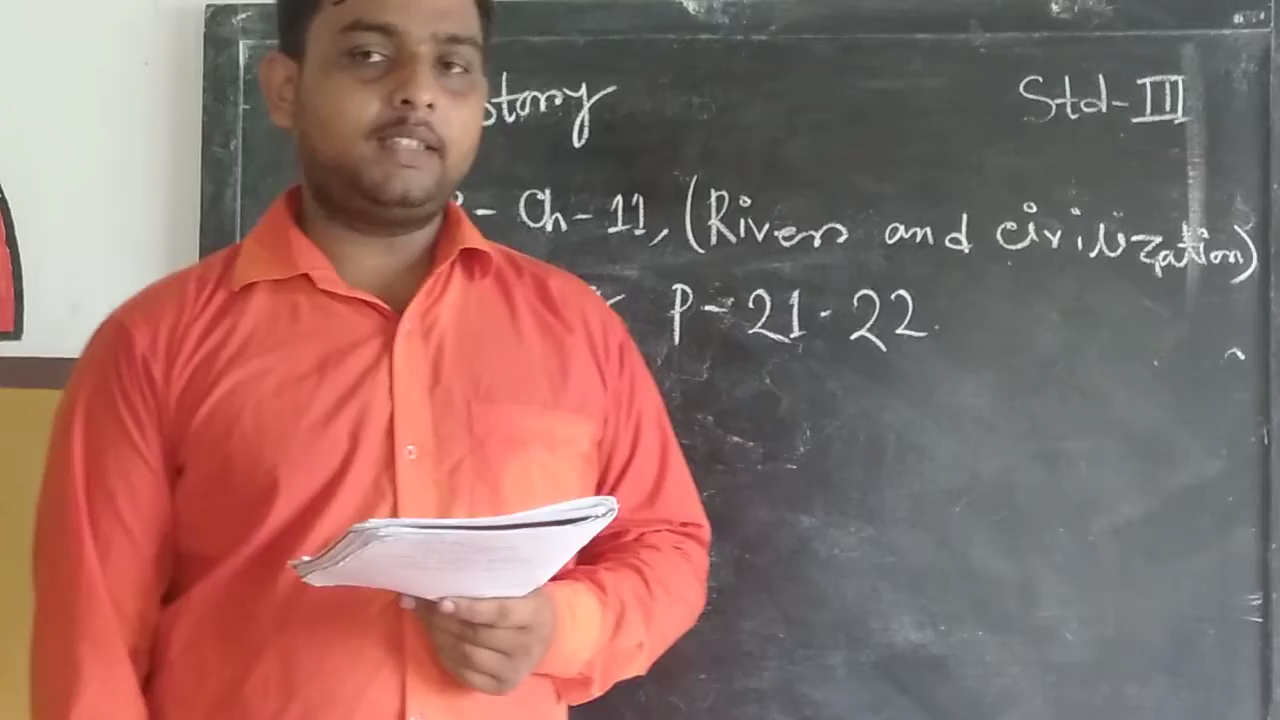 story Std-III
- Ch-11, (Rivers and civilization)
P-21-22.